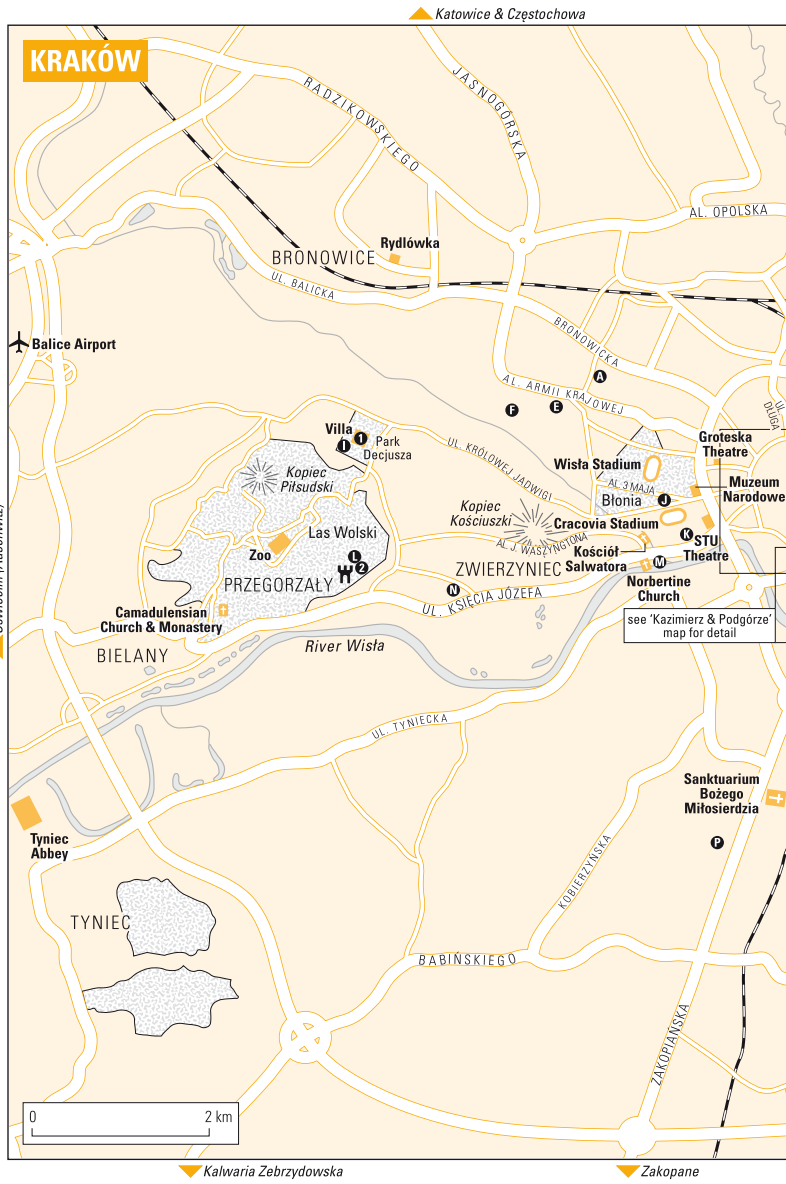 Katowice & Częstochowa
KRAKÓW
JASNOGÓRSKA
RADZIKOWSKIEGO
AL. OPOLSKA
Rydlówka
BRONOWICE
UL. BALICKA
BRONOWICKA
Balice Airport
A
AL. ARMII KRAJOWEJ
F
E
UL.
DŁUGA
Villa
1
I
Park
Decjusza
Groteska
Theatre
UL. KRÓLOWEJ JADWIGI
Wisła Stadium
Kopiec
Piłsudski
AL. 3 MAJA
Muzeum
Narodowe
Błonia
J
Kopiec
Kościuszki
Cracovia Stadium
Las Wolski
K
STU
Theatre
AL. J. WASZYNGTONA
Zoo
Kościół
Salwatora
L
2
M
ZWIERZYNIEC
PRZEGORZAŁY
N
Norbertine
Church
UL. KSIĘCIA JÓZEFA
Camadulensian
Church & Monastery
see 'Kazimierz & Podgórze'
map for detail
River Wisła
BIELANY
UL. TYNIECKA
Sanktuarium
Bożego
Miłosierdzia
Tyniec
Abbey
P
KOBIERZYŃSKA
TYNIEC
BABIŃSKIEGO
ZAKOPIAŃSKA
0 2 km
Kalwaria Zebrzydowska
Zakopane